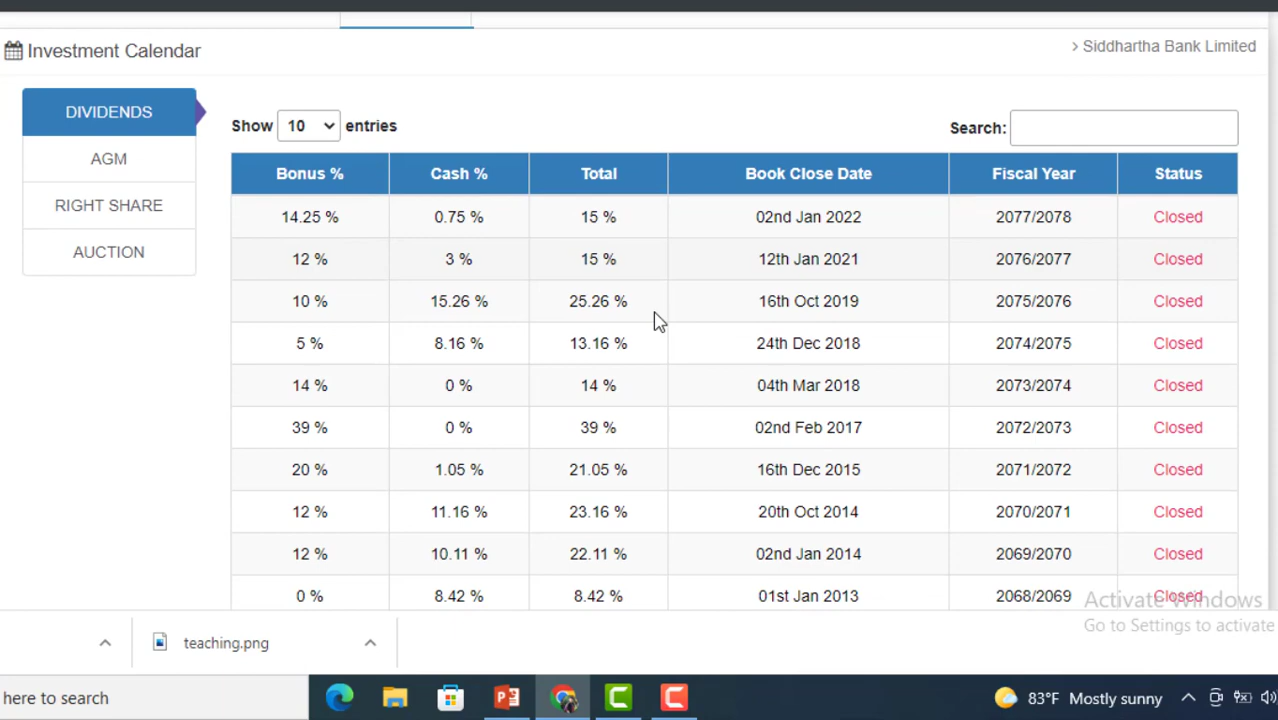 Investment Calendar
> Siddhartha Bank Limited
DIVIDENDS
AGM
RIGHT SHARE
AUCTION
Show 10 entries
Search:
Bonus % Cash % Total Book Close Date Fiscal Year Status
14.25 % 0.75 % 15 % 02nd Jan 2022 2077/2078 Closed
12 % 3 % 15 % 12th Jan 2021 2076/2077 Closed
10 % 15.26 % 25.26 % 16th Oct 2019 2075/2076 Closed
5 % 8.16 % 13.16 % 24th Dec 2018 2074/2075 Closed
14 % 0 % 14 % 04th Mar 2018 2073/2074 Closed
39 % 0 % 39 % 02nd Feb 2017 2072/2073 Closed
20 % 1.05 % 21.05 % 16th Dec 2015 2071/2072 Closed
12 % 11.16 % 23.16 % 20th Oct 2014 2070/2071 Closed
12 % 10.11 % 22.11 % 02nd Jan 2014 2069/2070 Closed
0 % 8.42 % 8.42 % 01st Jan 2013 2068/2069 Closed
Activate Windows
Go to Settings to activate
teaching.png
here to search
83°F Mostly sunny